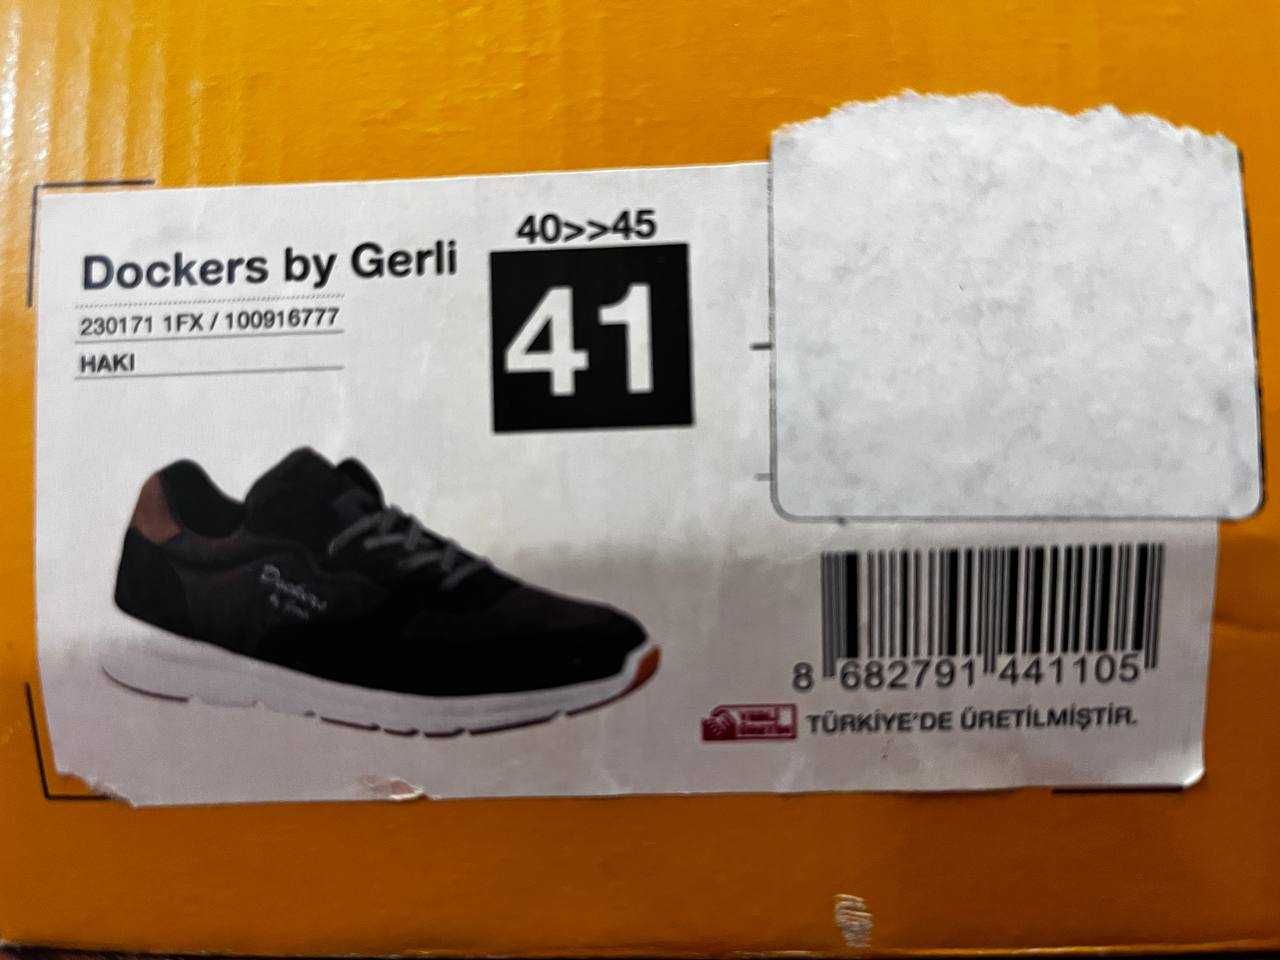 40>>45
Dockers by Gerli
41
230171 1FX / 100916777
HAKI
Dockers
8 682791 441105
TÜRKİYE'DE ÜRETİLMİŞTİR.